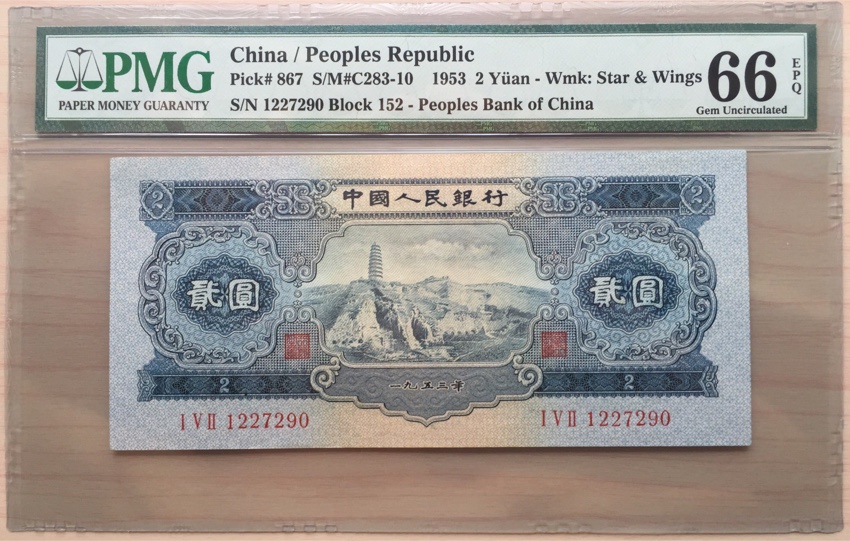 PMG
PAPER MONEY GUARANTY
China / Peoples Republic
Pick# 867 S/M#C283-10 1953 2 Yüan - Wmk: Star & Wings
S/N 1227290 Block 152 - Peoples Bank of China
66
EPQ
Gem Uncirculated
中國人民銀行
2
2
貳圓
貳圓
2
2
一九五三年
I V II 1227290
I V II 1227290